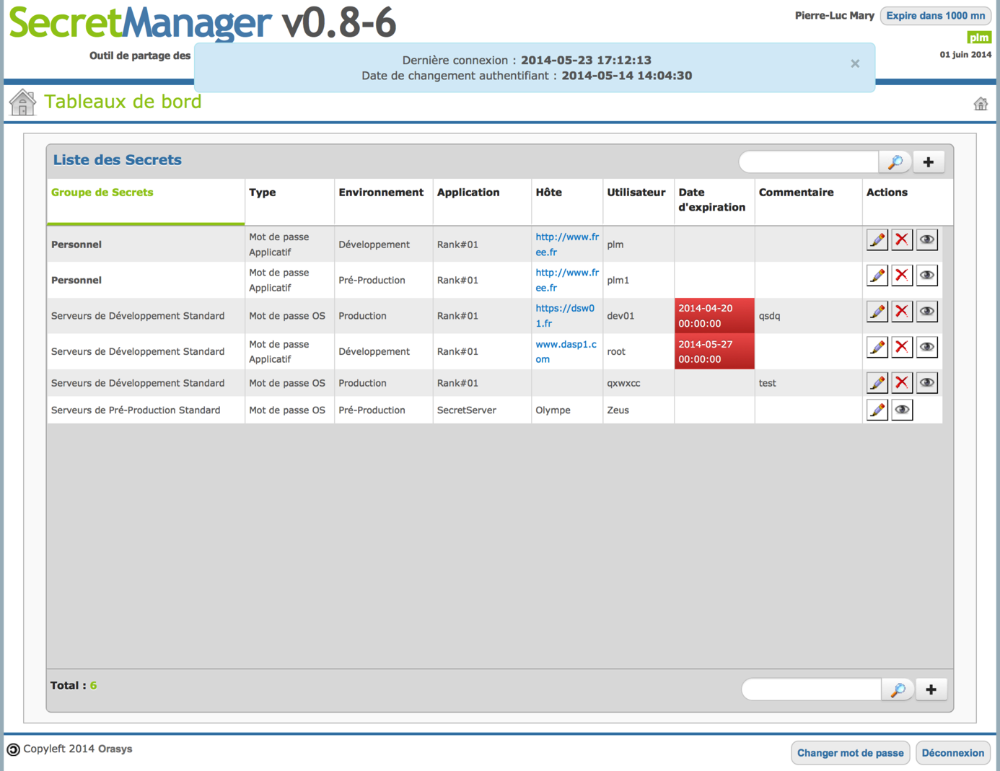 SecretManager v0.8-6
Pierre-Luc Mary Expire dans 1000 mn
plm
Outil de partage des
01 juin 2014
Dernière connexion : 2014-05-23 17:12:13
Date de changement authentifiant : 2014-05-14 14:04:30
×
Tableaux de bord
Liste des Secrets
+
Groupe de Secrets Type Environnement Application Hôte Utilisateur Date d'expiration Commentaire Actions
Personnel Mot de passe Applicatif Développement Rank#01 http://www.free.fr plm
Personnel Mot de passe Applicatif Pré-Production Rank#01 http://www.free.fr plm1
Serveurs de Développement Standard Mot de passe OS Production Rank#01 https://dsw01.fr dev01 2014-04-20 00:00:00 qsdq
Serveurs de Développement Standard Mot de passe Applicatif Développement Rank#01 www.dasp1.com root 2014-05-27 00:00:00
Serveurs de Développement Standard Mot de passe OS Production Rank#01 qxwxcc test
Serveurs de Pré-Production Standard Mot de passe OS Pré-Production SecretServer Olympe Zeus
Total : 6
+
Copyleft 2014 Orasys
Changer mot de passe Déconnexion